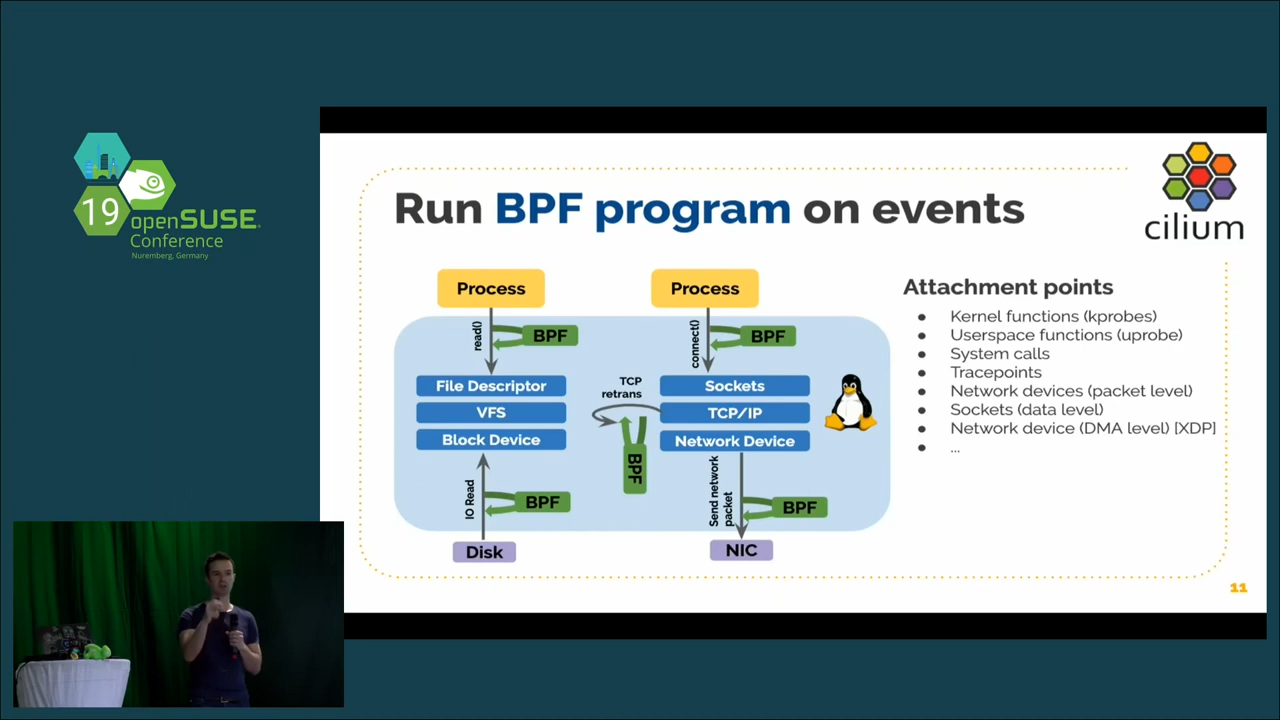 19
openSUSE
Conference
Nuremberg, Germany
Run BPF program on events
cilium
Process
Process
read()
BPF
connect()
BPF
File Descriptor
VFS
Block Device
TCP
retrans
BPF
Sockets
TCP/IP
Network Device
IO Read
BPF
Send network
packet
BPF
Disk
NIC
Attachment points
● Kernel functions (kprobes)
● Userspace functions (uprobe)
● System calls
● Tracepoints
● Network devices (packet level)
● Sockets (data level)
● Network device (DMA level) [XDP]
● ...
11